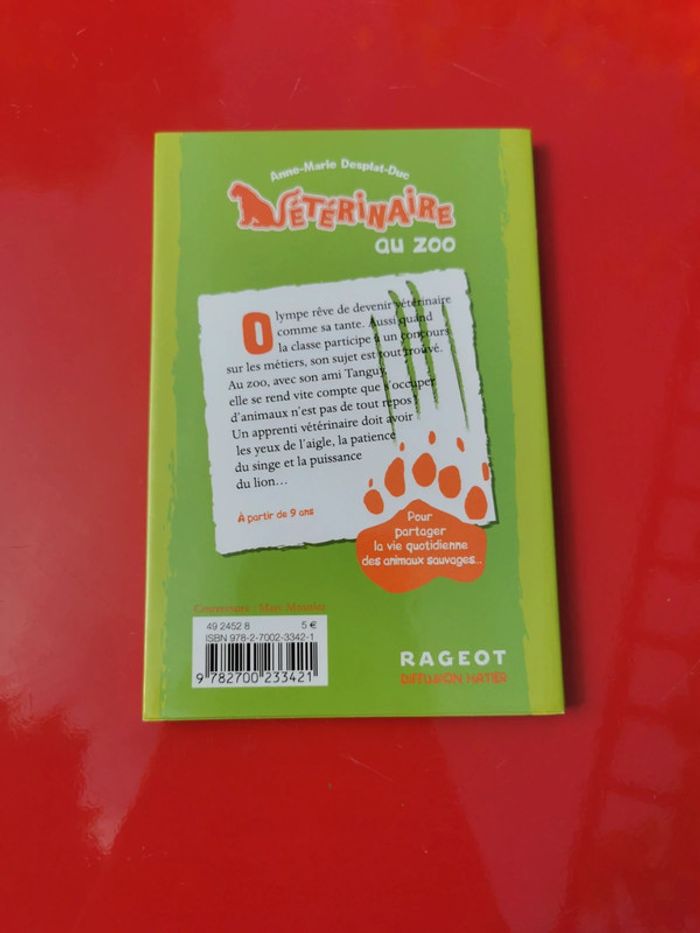 Anne-Marie Desplat-Duc
VÉTÉRINAIRE
au zoo
Olympe rêve de devenir vétérinaire
comme sa tante. Aussi quand
la classe participe à un concours
sur les métiers, son sujet est tout trouvé.
Au zoo, avec son ami Tanguy,
elle se rend vite compte que s'occuper
d'animaux n'est pas de tout repos !
Un apprenti vétérinaire doit avoir
les yeux de l'aigle, la patience
du singe et la puissance
du lion...
À partir de 9 ans
Pour
partager
la vie quotidienne
des animaux sauvages...
Couverture : Marc
49 2452 8 5 €
ISBN 978-2-7002-3342-1
9 782700 233421
RAGEOT
DIFFUSION HATIER